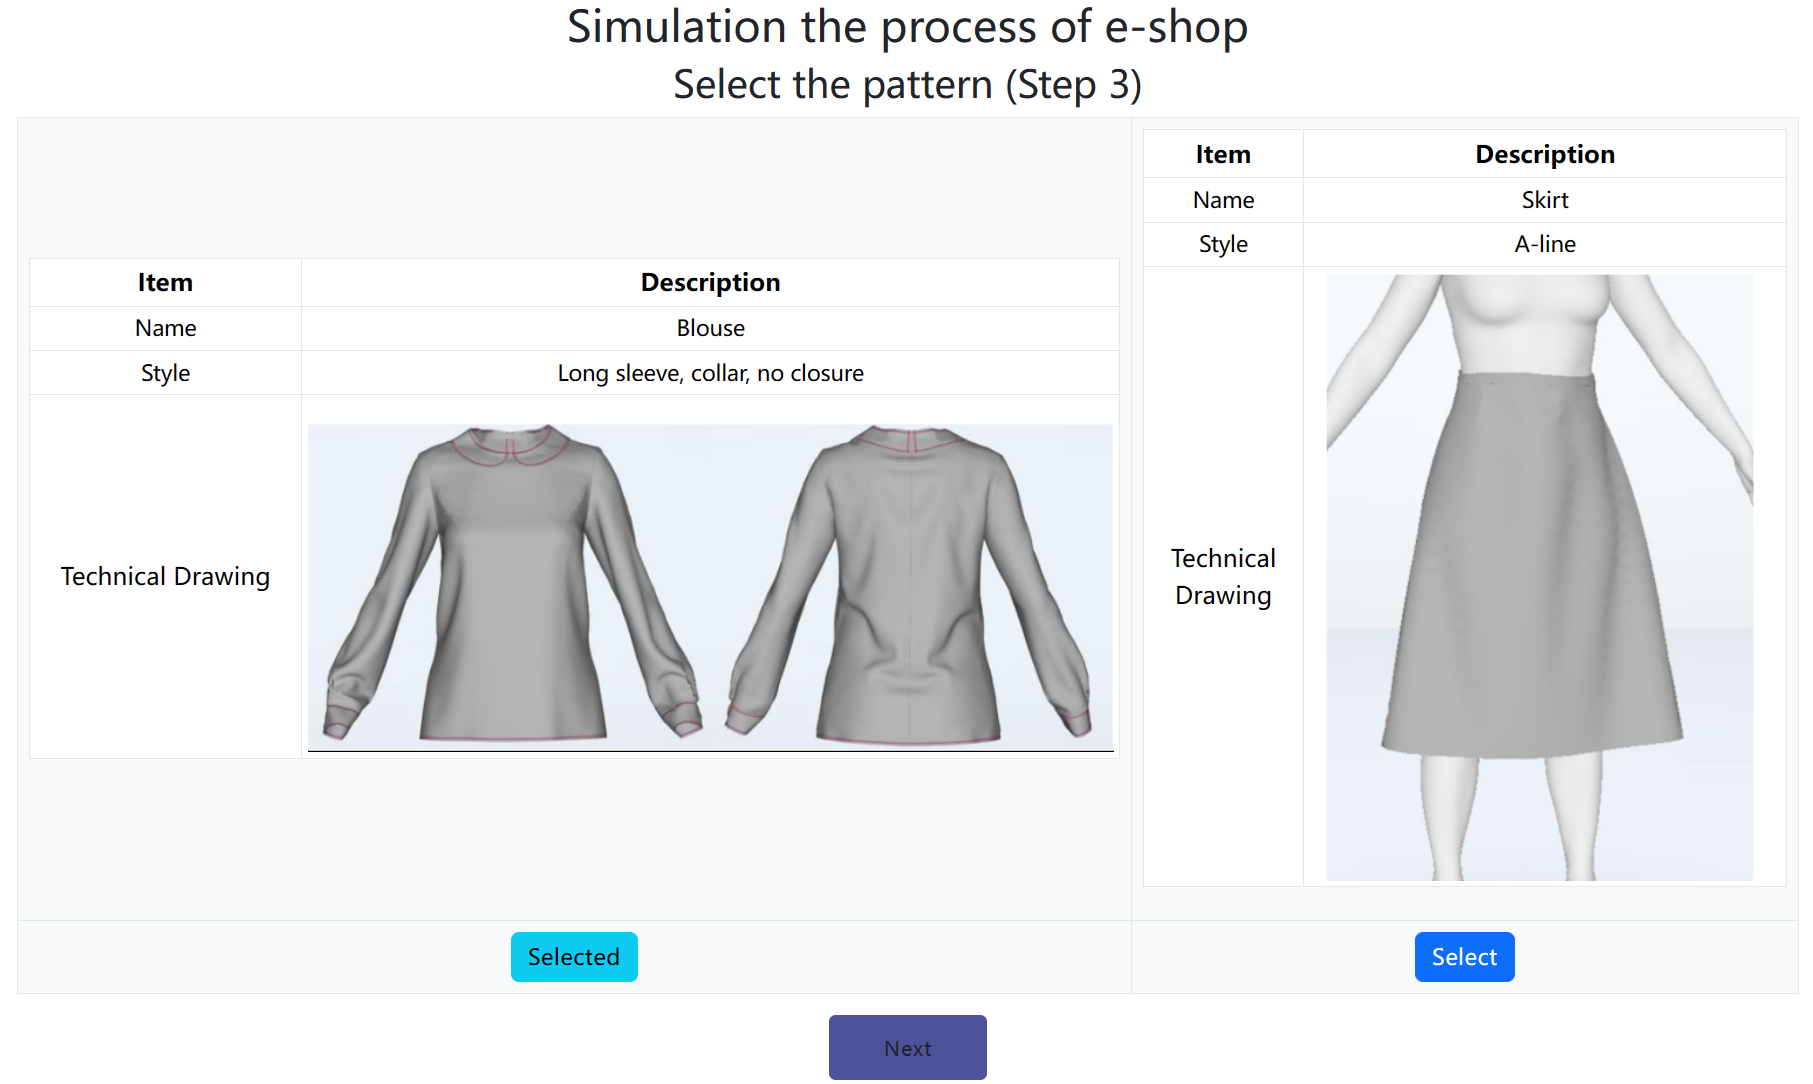 Simulation the process of e-shop
Select the pattern (Step 3)
Item Description
Name Blouse
Style Long sleeve, collar, no closure
Technical Drawing
Selected
Item Description
Name Skirt
Style A-line
Technical
Drawing
Select
Next